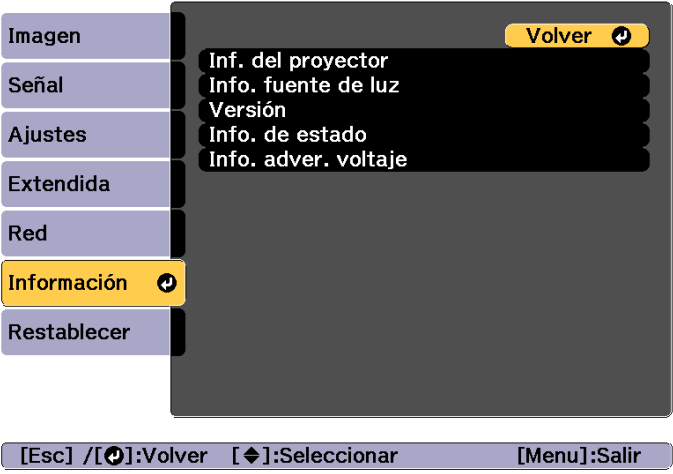 Imagen
Señal
Ajustes
Extendida
Red
Información
Restablecer
Volver
Inf. del proyector
Info. fuente de luz
Versión
Info. de estado
Info. adver. voltaje
[Esc] /[⏎]:Volver [◆]:Seleccionar [Menu]:Salir